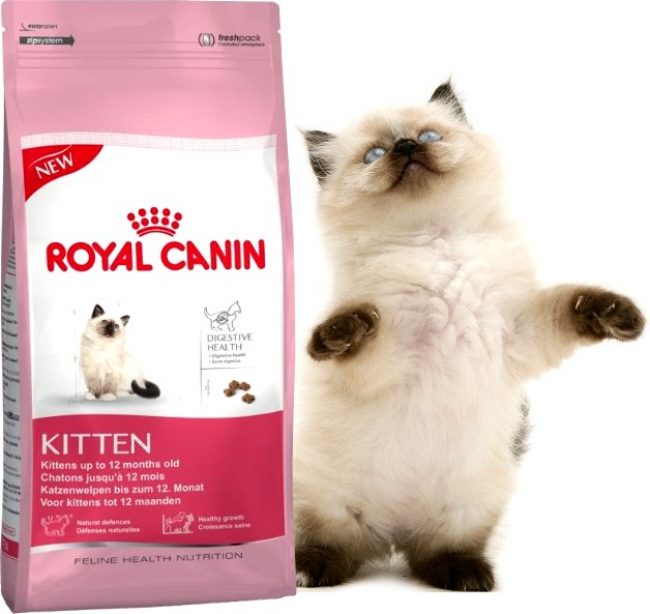 easyopen
zipsystem
freshpack
NEW
ROYAL CANIN
DIGESTIVE
HEALTH
KITTEN
Kittens up to 12 months old
Chatons jusqu'à 12 mois
Katzenwelpen bis zum 12. Monat
Voor kittens tot 12 maanden
Natural defences
Défenses naturelles
Healthy growth
Croissance saine
FELINE HEALTH NUTRITION